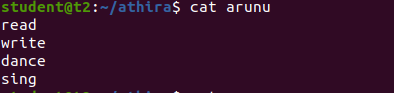 student@t2:~/athira$ cat arunu
read
write
dance
sing